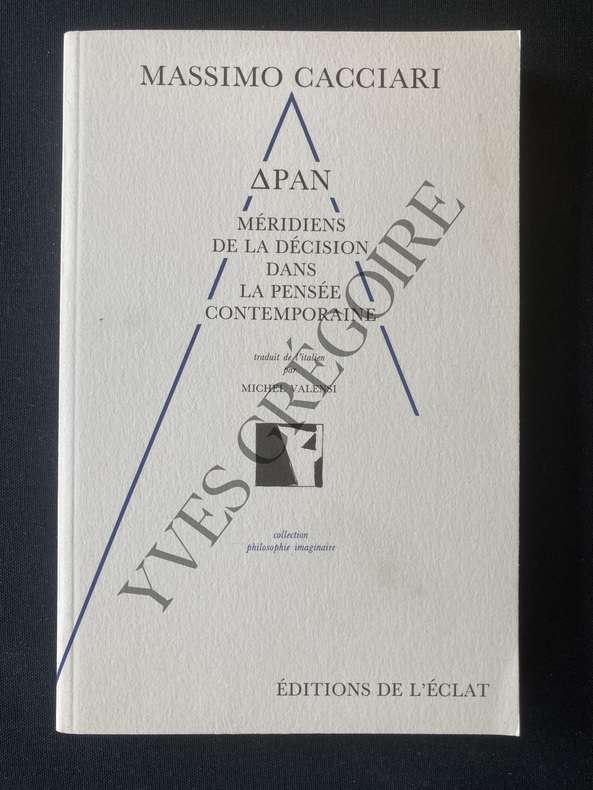 MASSIMO CACCIARI
ΔPAN
MÉRIDIENS
DE LA DÉCISION
DANS
LA PENSÉE
CONTEMPORAINE
traduit de l'italien
par
MICHEL VALENSI
YVES GRÉGOIRE
collection
philosophie imaginaire
ÉDITIONS DE L'ÉCLAT